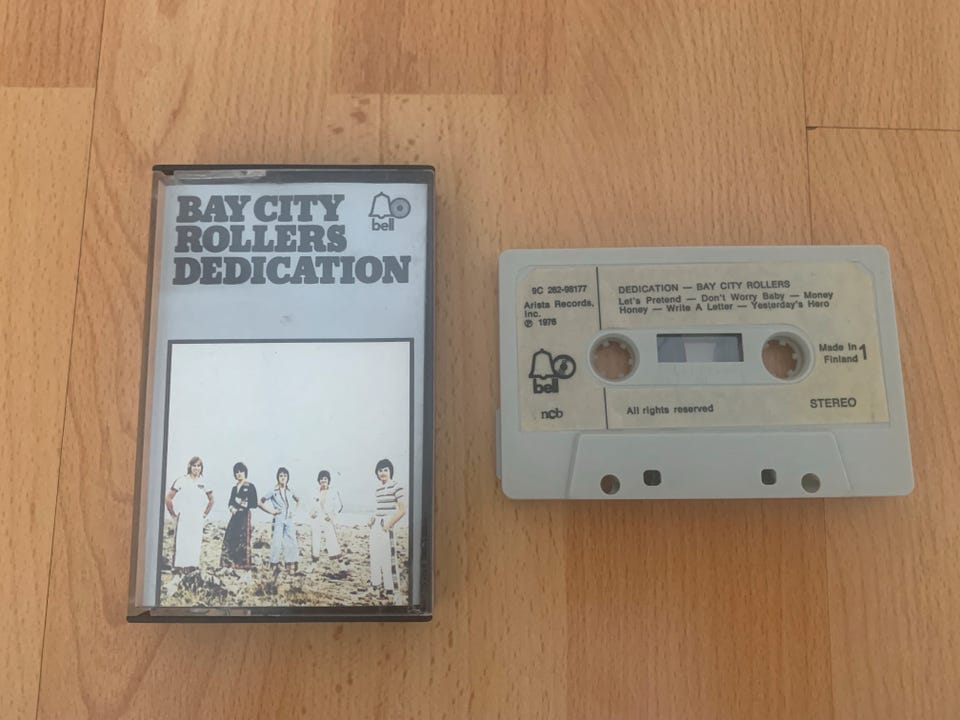 BAY CITY
ROLLERS
DEDICATION
bell
9C 262-98177
Arista Records,
Inc.
℗ 1976
DEDICATION — BAY CITY ROLLERS
Let's Pretend — Don't Worry Baby — Money
Honey — Write A Letter — Yesterday's Hero
Made in
Finland 1
bell
ncb
All rights reserved
STEREO